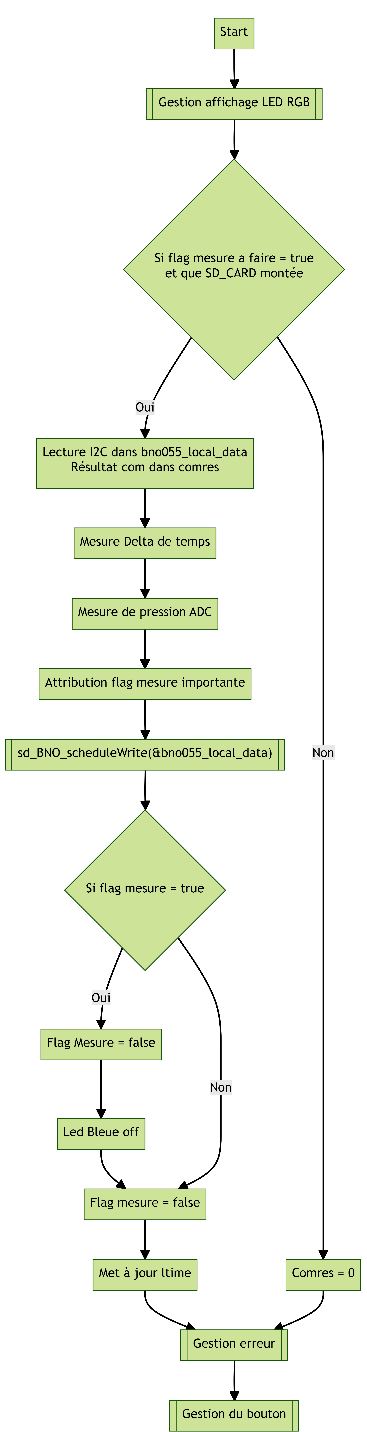 Start
Gestion affichage LED RGB
Si flag mesure a faire = true
et que SD_CARD montée
Oui
Lecture I2C dans bno055_local_data
Résultat com dans comres
Mesure Delta de temps
Mesure de pression ADC
Attribution flag mesure importante
sd_BNO_scheduleWrite(&bno055_local_data)
Non
Si flag mesure = true
Oui
Flag Mesure = false
Non
Led Bleue off
Flag mesure = false
Met à jour ltime
Comres = 0
Gestion erreur
Gestion du bouton